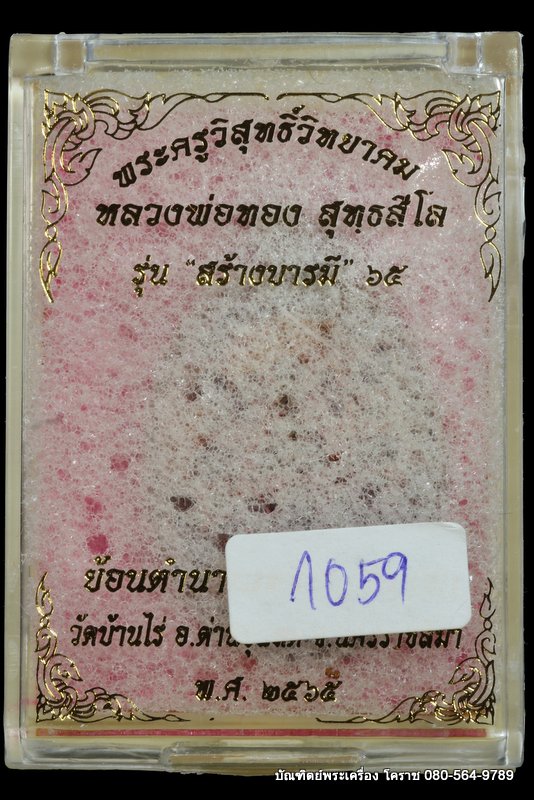 พระครูวิสุทธิ์วิทยาคม
หลวงพ่อทอง สุทฺธสีโล
รุ่น “สร้างบารมี” ๖๕
ย้อนตำนา
1059
วัดบ้านไร่ อ.ด่าน
พ.ศ. ๒๕๖๕
บัณฑิตย์พระเครื่อง โคราช 080-564-9789